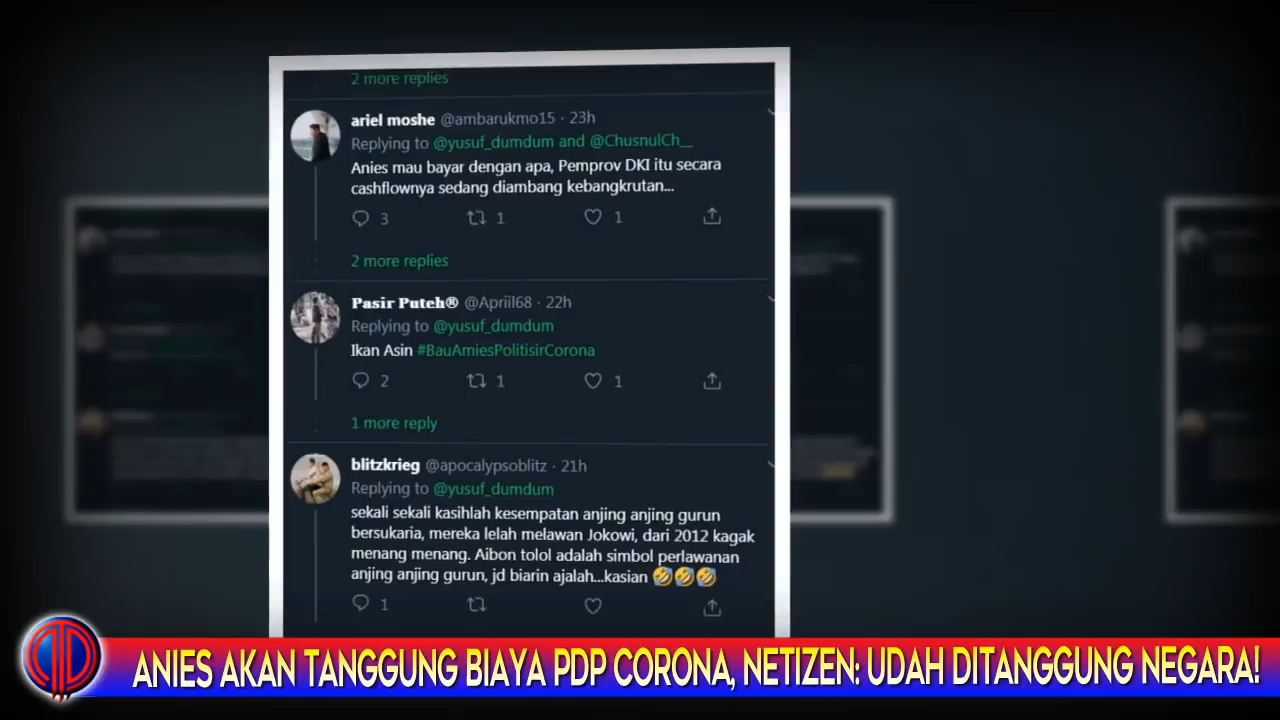 2 more replies
ariel moshe @ambarukmo15 · 23h
Replying to @yusuf_dumdum and @ChusnulCh__
Anies mau bayar dengan apa, Pemprov DKI itu secara
cashflownya sedang diambang kebangkrutan...
3 1 1
2 more replies
Pasir Puteh® @Apriil68 · 22h
Replying to @yusuf_dumdum
Ikan Asin #BauAmiesPolitisirCorona
2 1 1
1 more reply
blitzkrieg @apocalypsoblitz · 21h
Replying to @yusuf_dumdum
sekali sekali kasihlah kesempatan anjing anjing gurun
bersukaria, mereka lelah melawan Jokowi, dari 2012 kagak
menang menang. Aibon tolol adalah simbol perlawanan
anjing anjing gurun, jd biarin ajalah...kasian 🤣🤣🤣
1
ANIES AKAN TANGGUNG BIAYA PDP CORONA, NETIZEN: UDAH DITANGGUNG NEGARA!